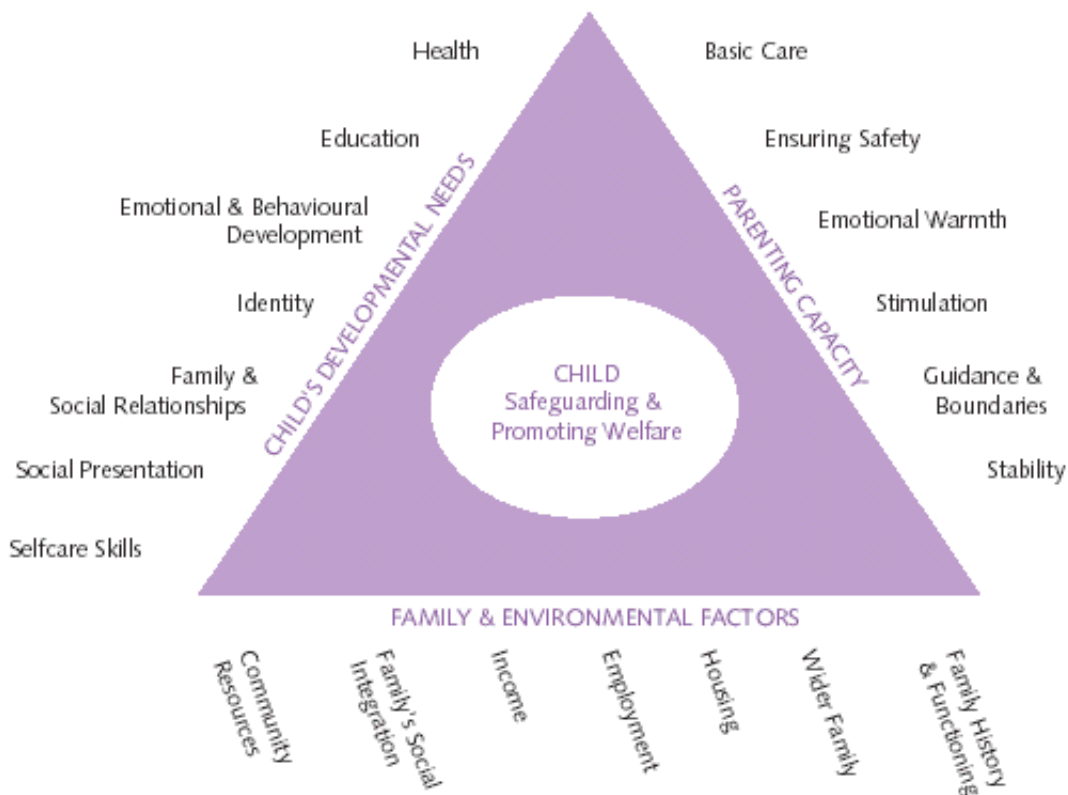 Health
Education
Emotional & Behavioural
Development
Identity
Family &
Social Relationships
Social Presentation
Selfcare Skills
CHILD'S DEVELOPMENTAL NEEDS
CHILD
Safeguarding &
Promoting Welfare
PARENTING CAPACITY
Basic Care
Ensuring Safety
Emotional Warmth
Stimulation
Guidance &
Boundaries
Stability
FAMILY & ENVIRONMENTAL FACTORS
Community
Resources
Family's Social
Integration
Income
Employment
Housing
Wider Family
Family History
& Functioning